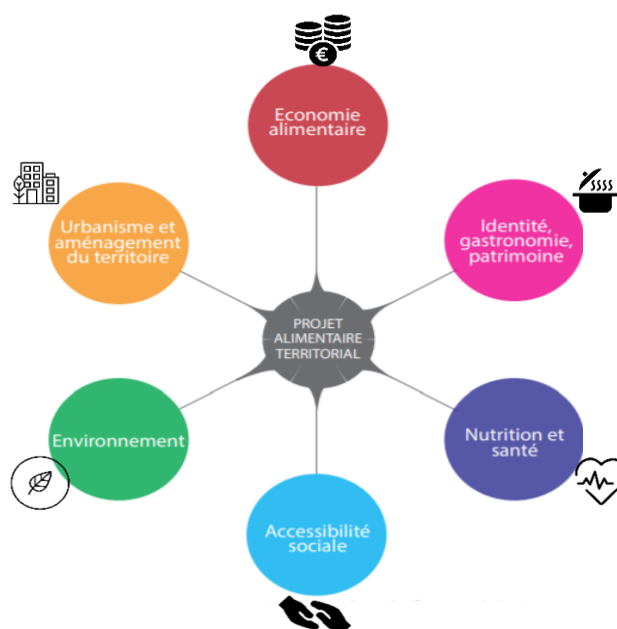 €
Economie
alimentaire
Urbanisme et
aménagement
du territoire
Identité,
gastronomie,
patrimoine
PROJET
ALIMENTAIRE
TERRITORIAL
Environnement
Nutrition et
santé
Accessibilité
sociale